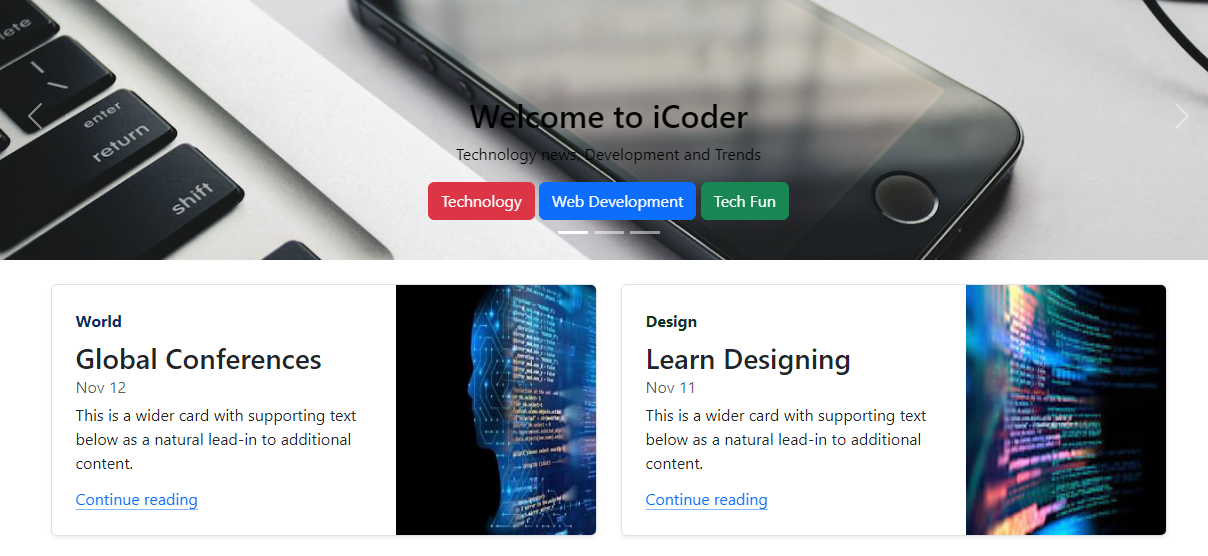 lete
enter
return
shift
Welcome to iCoder
Technology news, Development and Trends
Technology Web Development Tech Fun
World
Global Conferences
Nov 12
This is a wider card with supporting text
below as a natural lead-in to additional
content.
Continue reading
Design
Learn Designing
Nov 11
This is a wider card with supporting text
below as a natural lead-in to additional
content.
Continue reading